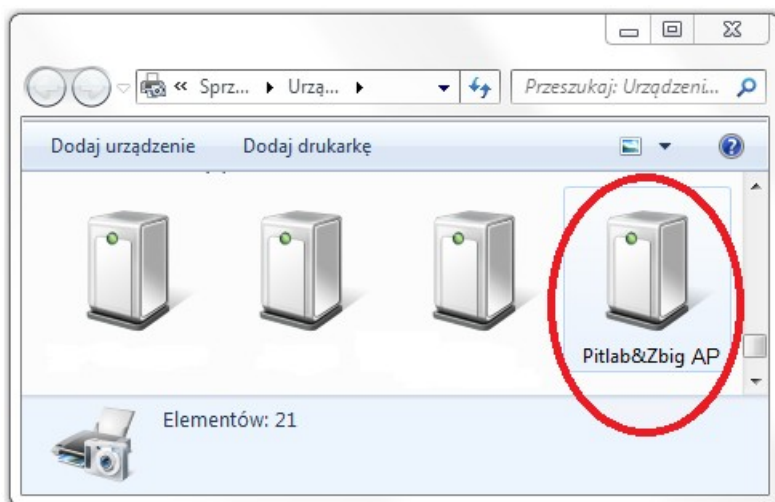 « Sprz... Urzą...
Przeszukaj: Urządzeni...
Dodaj urządzenie Dodaj drukarkę
Pitlab&Zbig AP
Elementów: 21